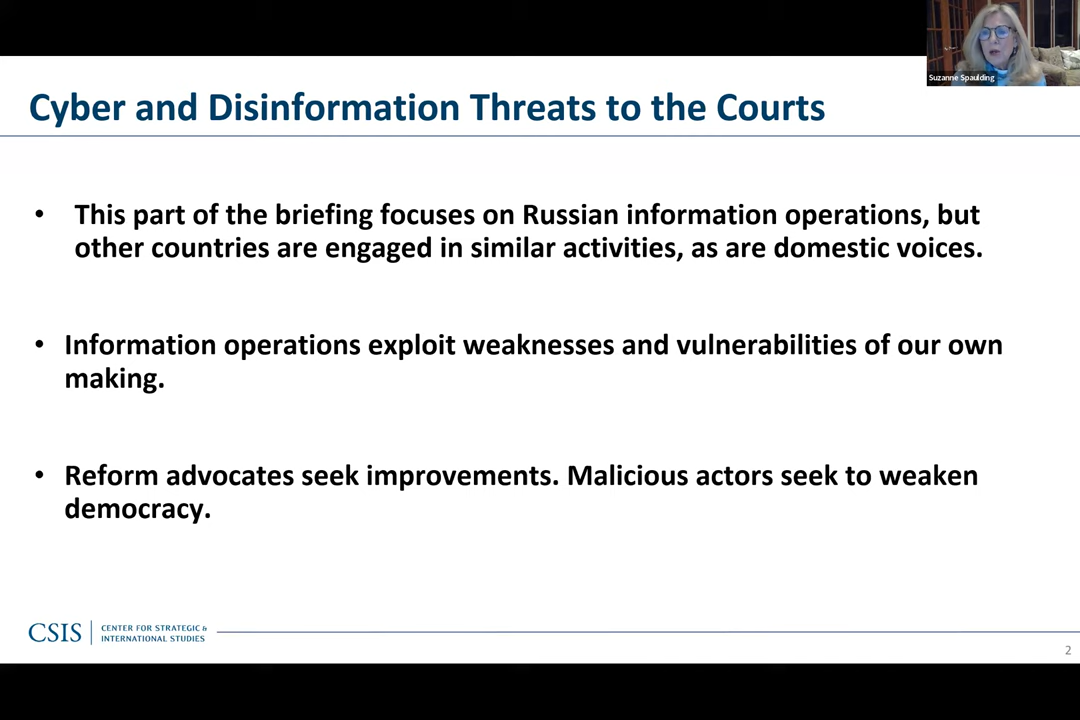 Suzanne Spaulding
Cyber and Disinformation Threats to the Courts
• This part of the briefing focuses on Russian information operations, but
other countries are engaged in similar activities, as are domestic voices.
• Information operations exploit weaknesses and vulnerabilities of our own
making.
• Reform advocates seek improvements. Malicious actors seek to weaken
democracy.
CSIS
CENTER FOR STRATEGIC &
INTERNATIONAL STUDIES
2